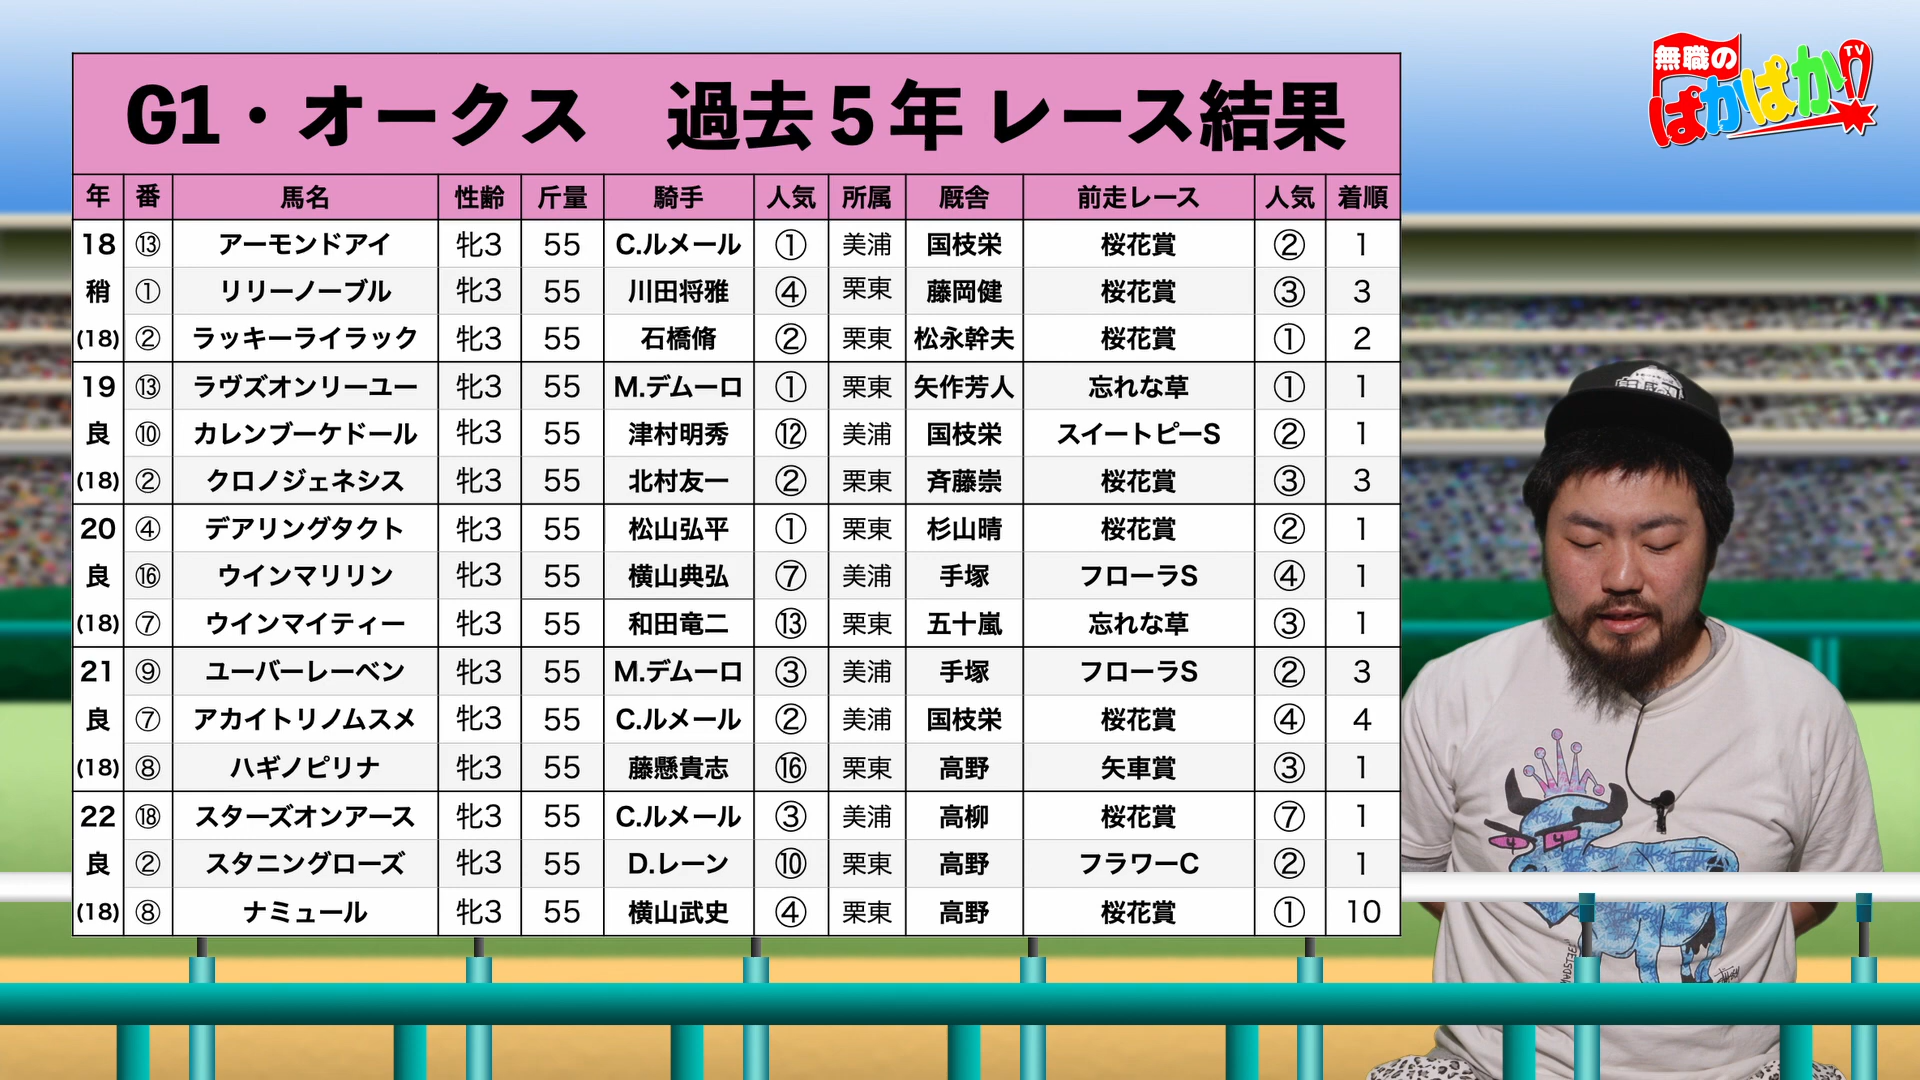 G1・オークス 過去5年 レース結果
年 番 馬名 性齢 斤量 騎手 人気 所属 厩舎 前走レース 人気 着順
18 ⑬ アーモンドアイ 牝3 55 C.ルメール ① 美浦 国枝栄 桜花賞 ② 1
稍 ① リリーノーブル 牝3 55 川田将雅 ④ 栗東 藤岡健 桜花賞 ③ 3
(18) ② ラッキーライラック 牝3 55 石橋脩 ② 栗東 松永幹夫 桜花賞 ① 2
19 ⑬ ラヴズオンリーユー 牝3 55 M.デムーロ ① 栗東 矢作芳人 忘れな草 ① 1
良 ⑩ カレンブーケドール 牝3 55 津村明秀 ⑫ 美浦 国枝栄 スイートピーS ② 1
(18) ② クロノジェネシス 牝3 55 北村友一 ② 栗東 斉藤崇 桜花賞 ③ 3
20 ④ デアリングタクト 牝3 55 松山弘平 ① 栗東 杉山晴 桜花賞 ② 1
良 ⑯ ウインマリリン 牝3 55 横山典弘 ⑦ 美浦 手塚 フローラS ④ 1
(18) ⑦ ウインマイティー 牝3 55 和田竜二 ⑬ 栗東 五十嵐 忘れな草 ③ 1
21 ⑨ ユーバーレーベン 牝3 55 M.デムーロ ③ 美浦 手塚 フローラS ② 3
良 ⑦ アカイトリノムスメ 牝3 55 C.ルメール ② 美浦 国枝栄 桜花賞 ④ 4
(18) ⑧ ハギノピリナ 牝3 55 藤懸貴志 ⑯ 栗東 高野 矢車賞 ③ 1
22 ⑱ スターズオンアース 牝3 55 C.ルメール ③ 美浦 高柳 桜花賞 ⑦ 1
良 ② スタニングローズ 牝3 55 D.レーン ⑩ 栗東 高野 フラワーC ② 1
(18) ⑧ ナミュール 牝3 55 横山武史 ④ 栗東 高野 桜花賞 ① 10
無職の
ぱかぱか!! TV